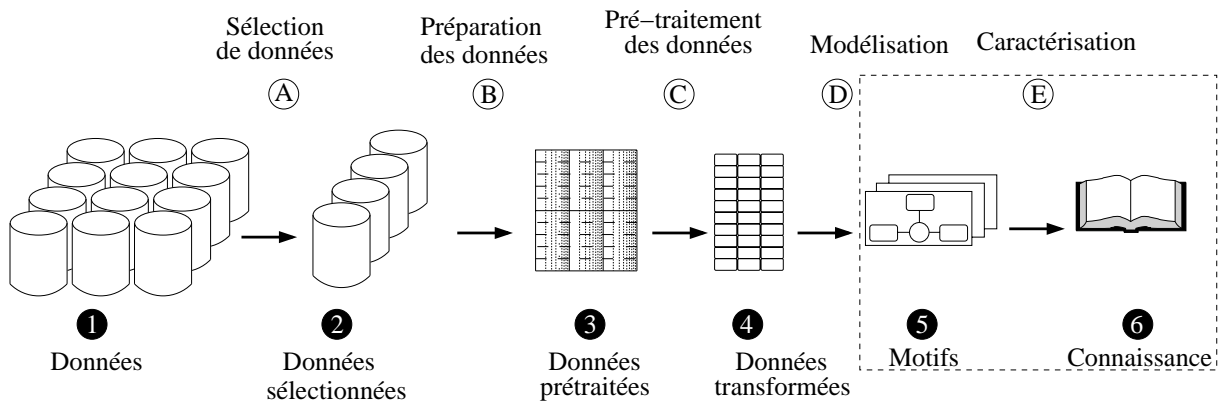 Sélection
de données
Préparation
des données
Pré−traitement
des données
Modélisation
Caractérisation
A
B
C
D
E
1
2
3
4
5
6
Données
Données
sélectionnées
Données
prétraitées
Données
transformées
Motifs
Connaissance